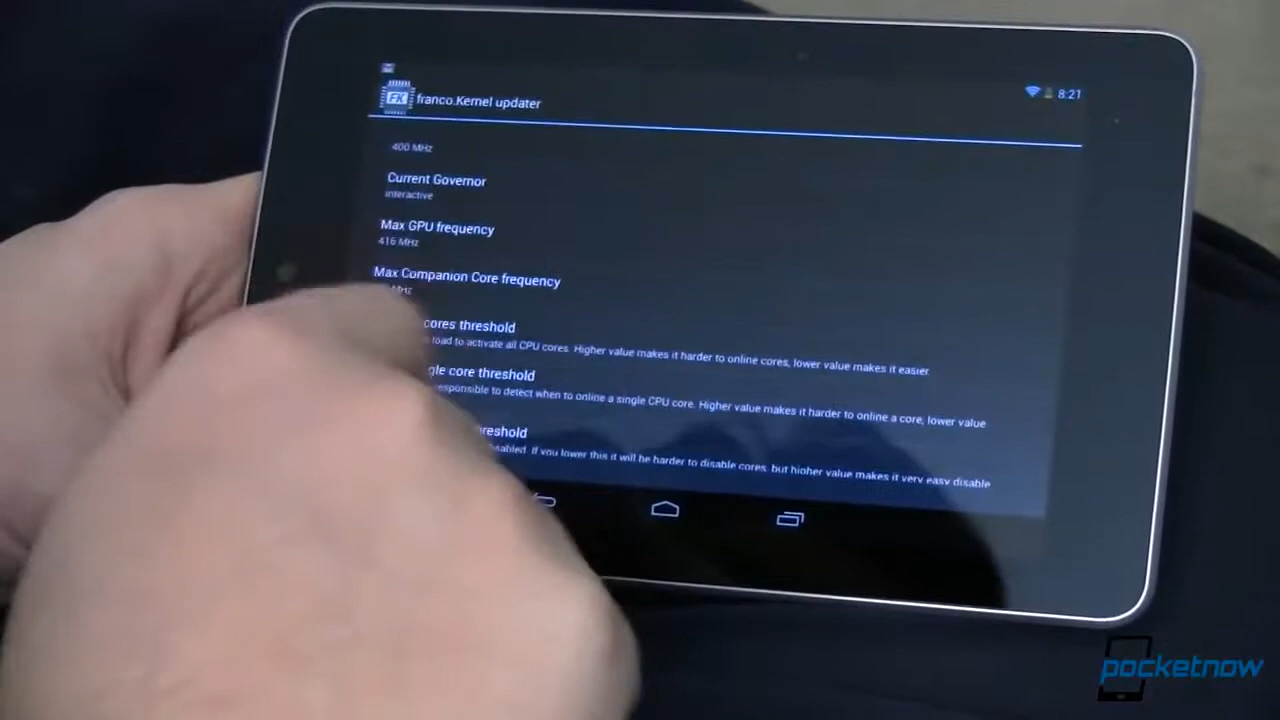 FK franco.Kernel updater
8:21
400 MHz
Current Governor
interactive
Max GPU frequency
416 MHz
Max Companion Core frequency
MHz
cores threshold
load to activate all CPU cores. Higher value makes it harder to online cores, lower value makes it easier
core threshold
responsible to detect when to online a single CPU core. Higher value makes it harder to online a core, lower value
If you lower this it will be harder to disable cores, but higher value makes it very easy disable
pocketnow